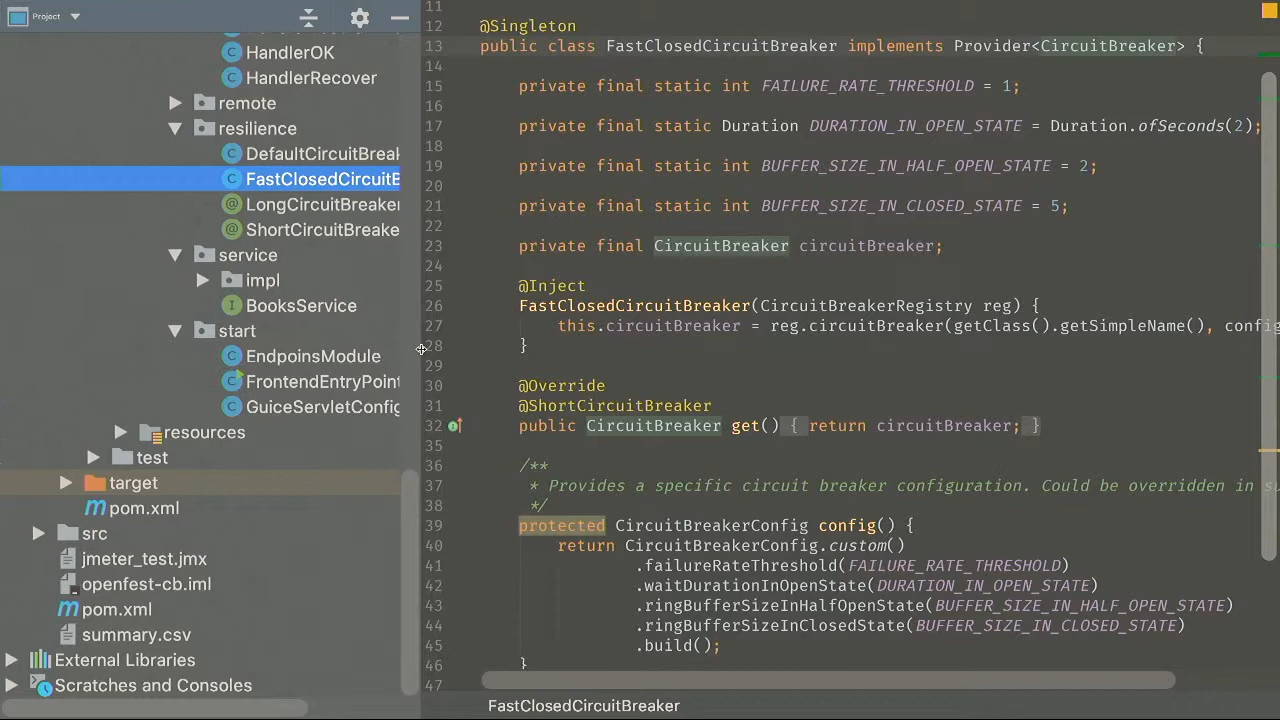 Project
HandlerOK
HandlerRecover
remote
resilience
DefaultCircuitBreak
FastClosedCircuitB
LongCircuitBreaker
ShortCircuitBreake
service
impl
BooksService
start
EndpoinsModule
FrontendEntryPoint
GuiceServletConfig
resources
test
target
pom.xml
src
jmeter_test.jmx
openfest-cb.iml
pom.xml
summary.csv
External Libraries
Scratches and Consoles
11
12 @Singleton
13 public class FastClosedCircuitBreaker implements Provider<CircuitBreaker> {
14
15 private final static int FAILURE_RATE_THRESHOLD = 1;
16
17 private final static Duration DURATION_IN_OPEN_STATE = Duration.ofSeconds(2);
18
19 private final static int BUFFER_SIZE_IN_HALF_OPEN_STATE = 2;
20
21 private final static int BUFFER_SIZE_IN_CLOSED_STATE = 5;
22
23 private final CircuitBreaker circuitBreaker;
24
25 @Inject
26 FastClosedCircuitBreaker(CircuitBreakerRegistry reg) {
27 this.circuitBreaker = reg.circuitBreaker(getClass().getSimpleName(), config
28 }
29
30 @Override
31 @ShortCircuitBreaker
32 public CircuitBreaker get() { return circuitBreaker; }
35
36 /**
37 * Provides a specific circuit breaker configuration. Could be overridden in su
38 */
39 protected CircuitBreakerConfig config() {
40 return CircuitBreakerConfig.custom()
41 .failureRateThreshold(FAILURE_RATE_THRESHOLD)
42 .waitDurationInOpenState(DURATION_IN_OPEN_STATE)
43 .ringBufferSizeInHalfOpenState(BUFFER_SIZE_IN_HALF_OPEN_STATE)
44 .ringBufferSizeInClosedState(BUFFER_SIZE_IN_CLOSED_STATE)
45 .build();
46 }
47
FastClosedCircuitBreaker